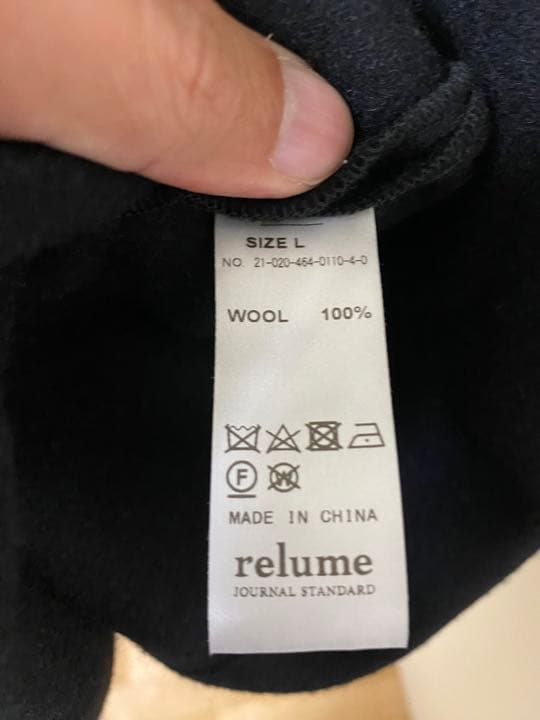 SIZE L
NO. 21-020-464-0110-4-0
WOOL 100%
F W
MADE IN CHINA
relume
JOURNAL STANDARD